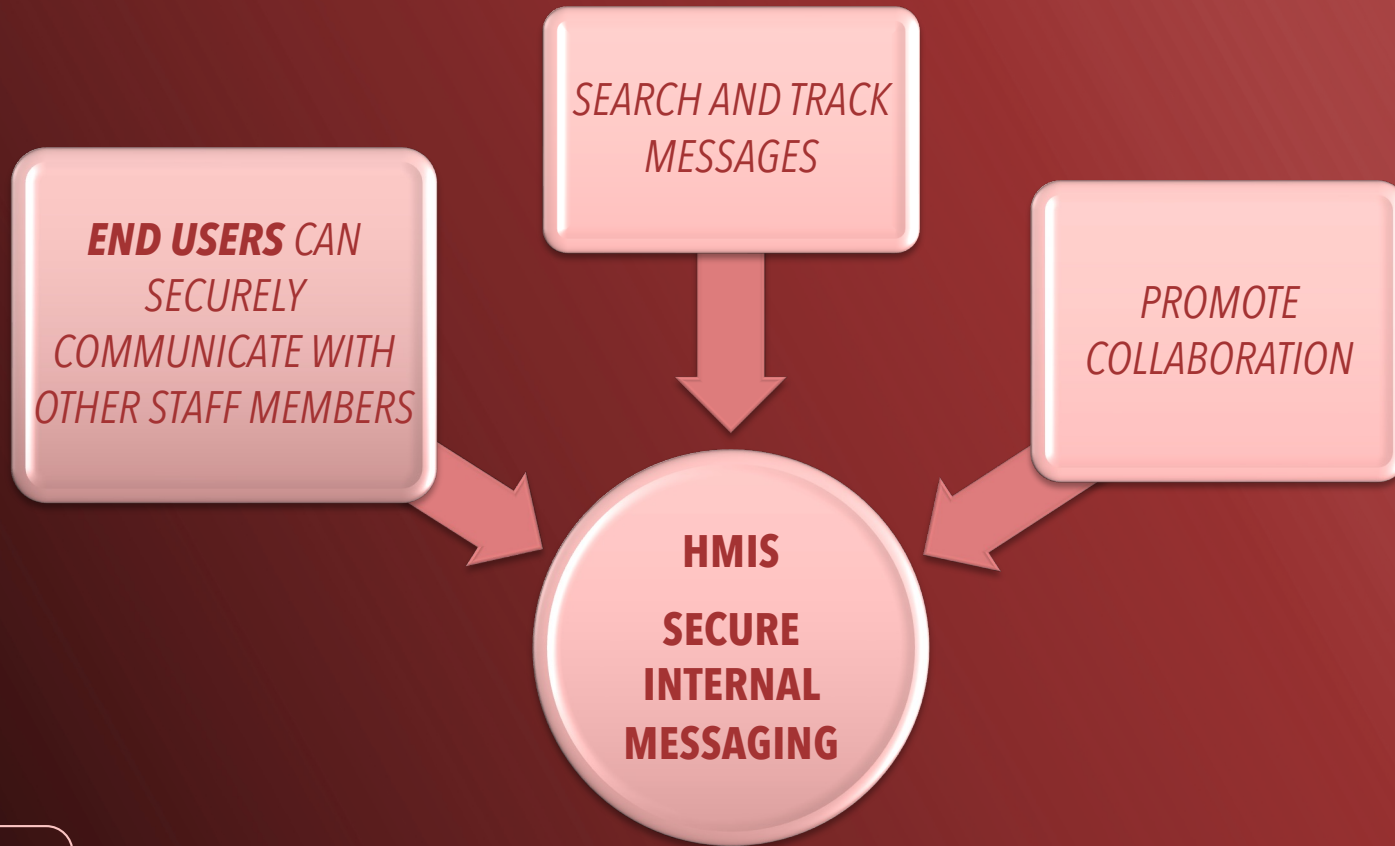 SEARCH AND TRACK
MESSAGES
END USERS CAN
SECURELY
COMMUNICATE WITH
OTHER STAFF MEMBERS
PROMOTE
COLLABORATION
HMIS
SECURE
INTERNAL
MESSAGING